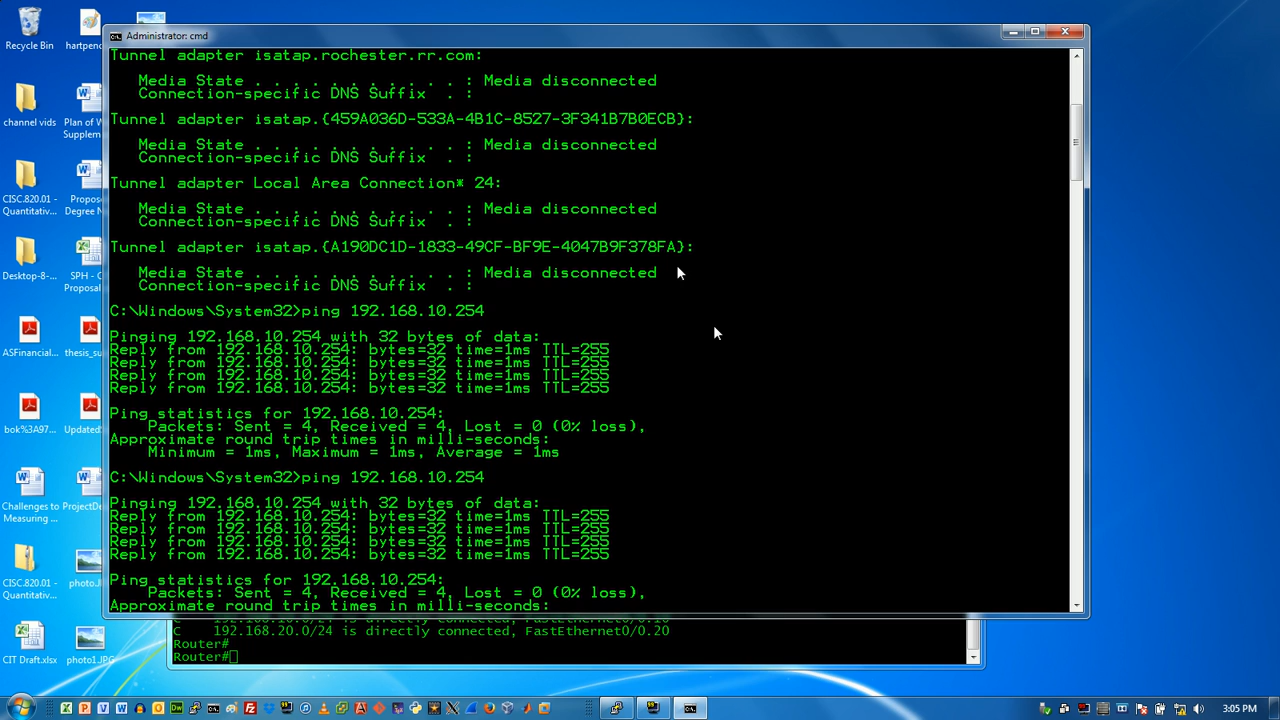 Recycle Bin
hartpenc
channel vids
Plan of W
Supplem
CISC.820.01 -
Quantitativ...
Propos
Degree N
Desktop-8-...
SPH - C
Proposal
ASFinancial...
thesis_su
bok%3A97...
Updated
Challenges to
Measuring ...
ProjectDe
CISC.820.01 -
Quantitativ...
photo.J
CIT Draft.xlsx
photo1.JPG
Administrator: cmd
Tunnel adapter isatap.rochester.rr.com:
Media State . . . . . . . . . . . : Media disconnected
Connection-specific DNS Suffix  . :
Tunnel adapter isatap.{459A036D-533A-4B1C-8527-3F341B7B0ECB}:
Media State . . . . . . . . . . . : Media disconnected
Connection-specific DNS Suffix  . :
Tunnel adapter Local Area Connection* 24:
Media State . . . . . . . . . . . : Media disconnected
Connection-specific DNS Suffix  . :
Tunnel adapter isatap.{A190DC1D-1833-49CF-BF9E-4047B9F378FA}:
Media State . . . . . . . . . . . : Media disconnected
Connection-specific DNS Suffix  . :
C:\Windows\System32>ping 192.168.10.254
Pinging 192.168.10.254 with 32 bytes of data:
Reply from 192.168.10.254: bytes=32 time=1ms TTL=255
Reply from 192.168.10.254: bytes=32 time=1ms TTL=255
Reply from 192.168.10.254: bytes=32 time=1ms TTL=255
Reply from 192.168.10.254: bytes=32 time=1ms TTL=255
Ping statistics for 192.168.10.254:
Packets: Sent = 4, Received = 4, Lost = 0 (0% loss),
Approximate round trip times in milli-seconds:
Minimum = 1ms, Maximum = 1ms, Average = 1ms
C:\Windows\System32>ping 192.168.10.254
Pinging 192.168.10.254 with 32 bytes of data:
Reply from 192.168.10.254: bytes=32 time=1ms TTL=255
Reply from 192.168.10.254: bytes=32 time=1ms TTL=255
Reply from 192.168.10.254: bytes=32 time=1ms TTL=255
Reply from 192.168.10.254: bytes=32 time=1ms TTL=255
Ping statistics for 192.168.10.254:
Packets: Sent = 4, Received = 4, Lost = 0 (0% loss),
Approximate round trip times in milli-seconds:
C 192.168.10.0/24 is directly connected, FastEthernet0/0.10
C 192.168.20.0/24 is directly connected, FastEthernet0/0.20
Router#
Router#
3:05 PM